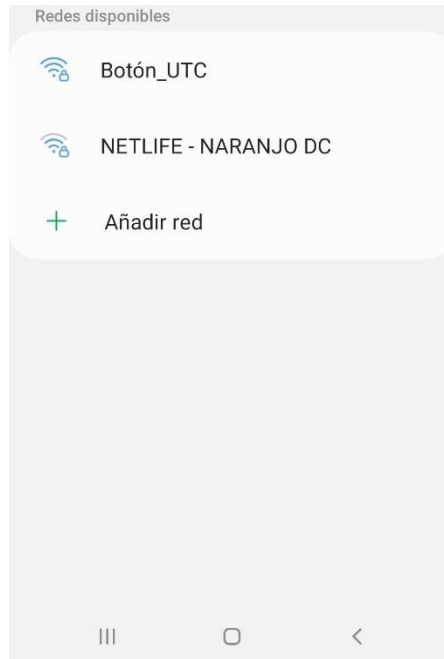 Redes disponibles
Botón_UTC
NETLIFE - NARANJO DC
Añadir red